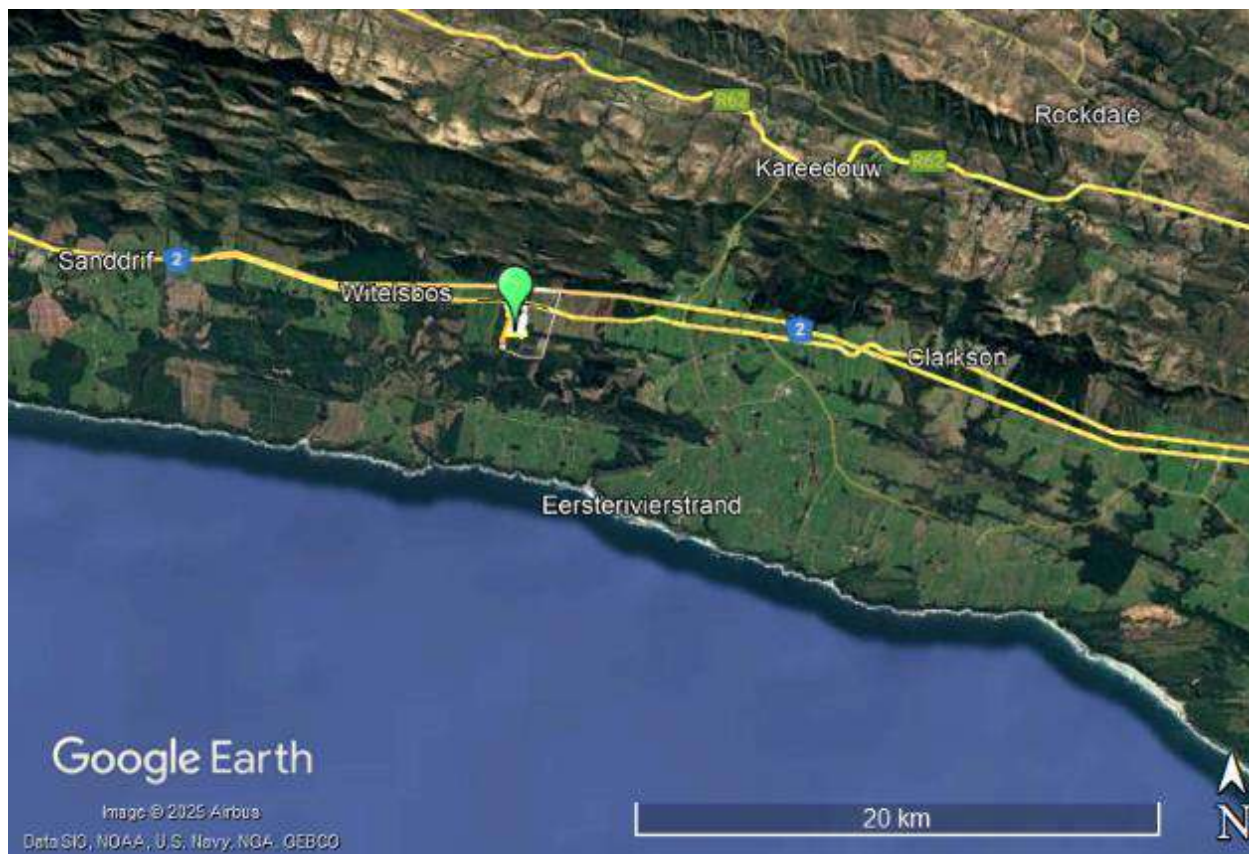 R62
Rockdale
Kareedouw
R62
Sanddrif
2
Witelsbos
2
Clarkson
Eersterivierstrand
Google Earth
Image © 2025 Airbus
Data SIO, NOAA, U.S. Navy, NGA, GEBCO
20 km
N